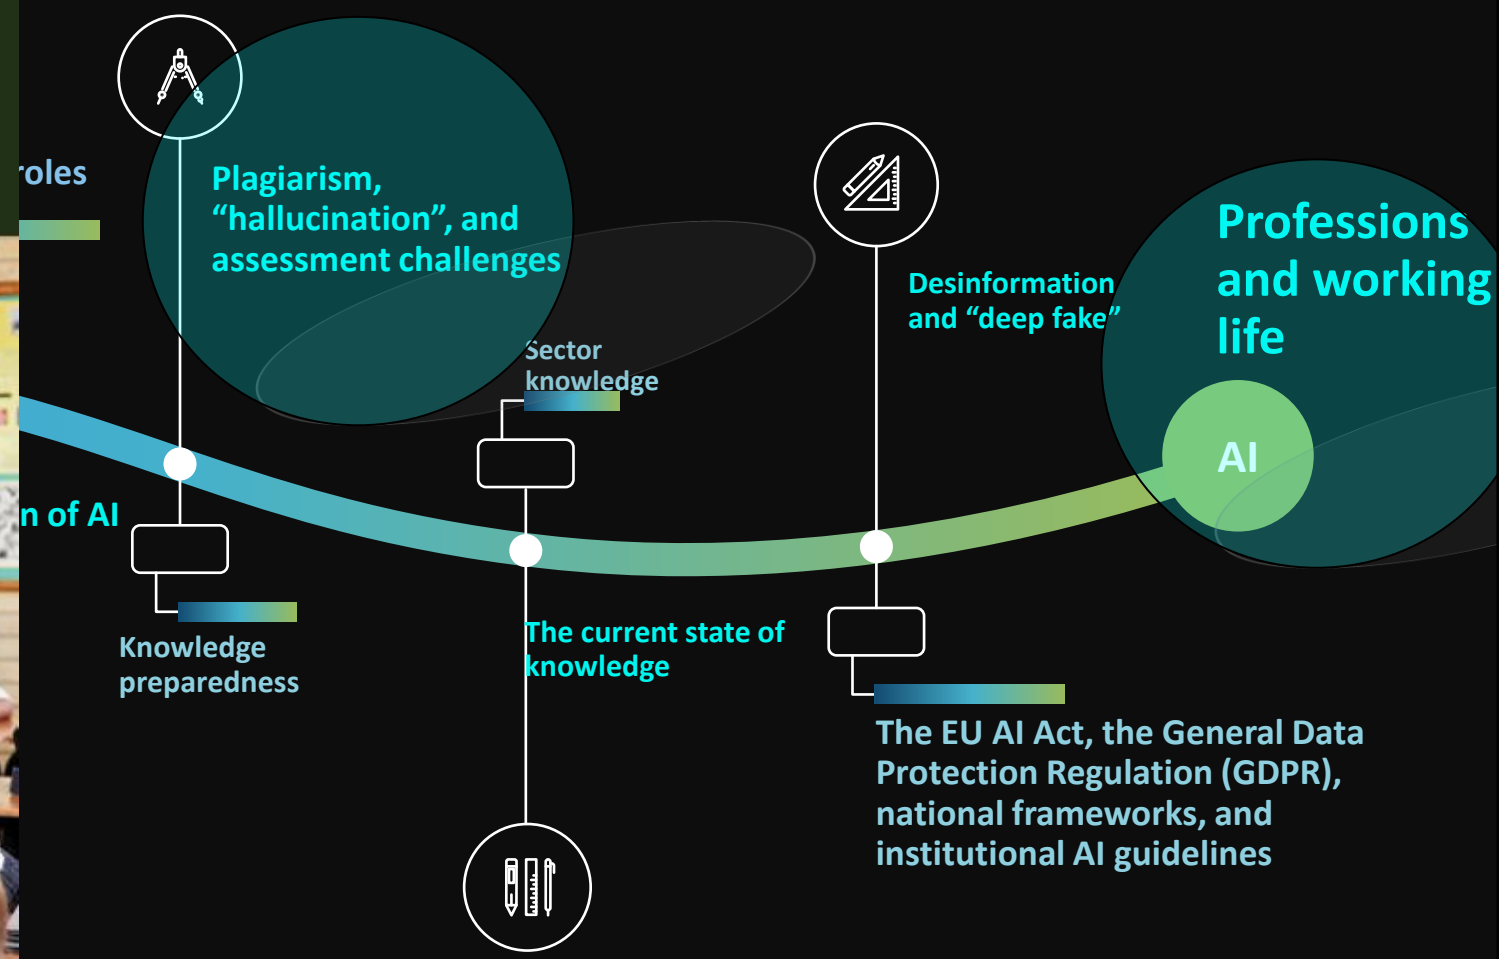 roles
Plagiarism,
“hallucination”, and
assessment challenges
Sector
knowledge
Desinformation
and “deep fake”
Professions
and working
life
AI
n of AI
Knowledge
preparedness
The current state of
knowledge
The EU AI Act, the General Data
Protection Regulation (GDPR),
national frameworks, and
institutional AI guidelines